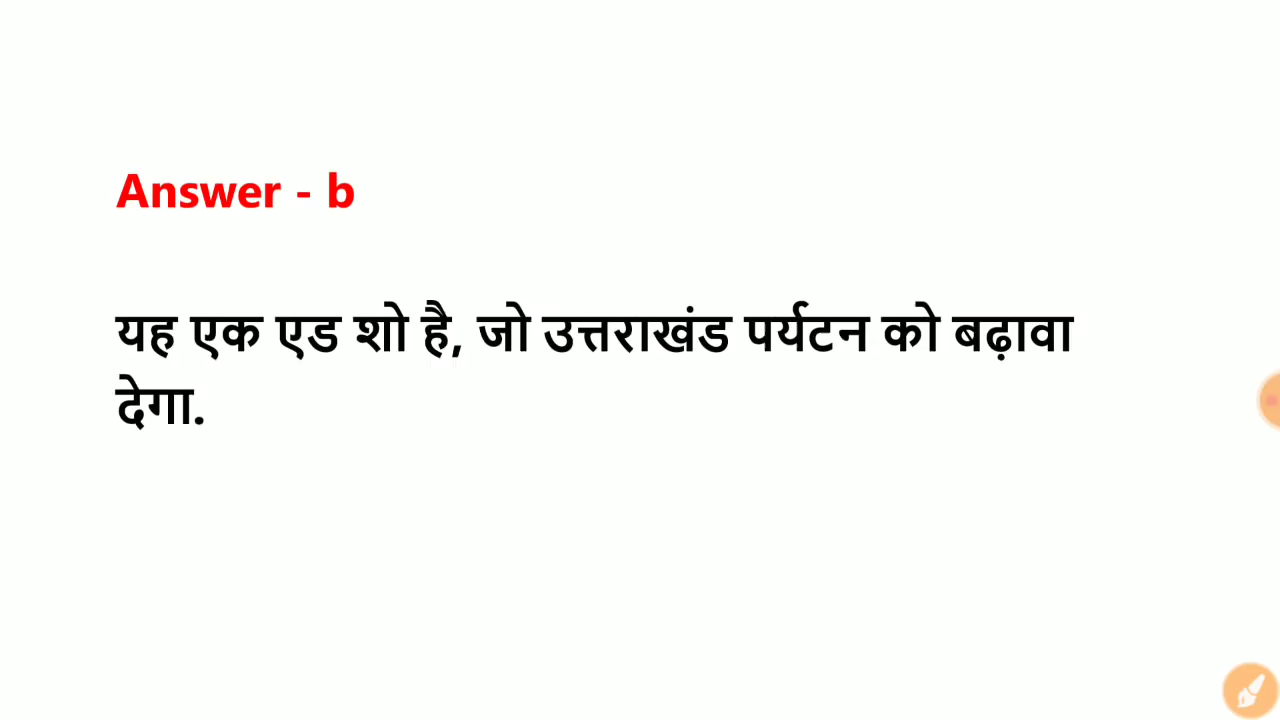 Answer - b
यह एक एड शो है, जो उत्तराखंड पर्यटन को बढ़ावा
देगा.